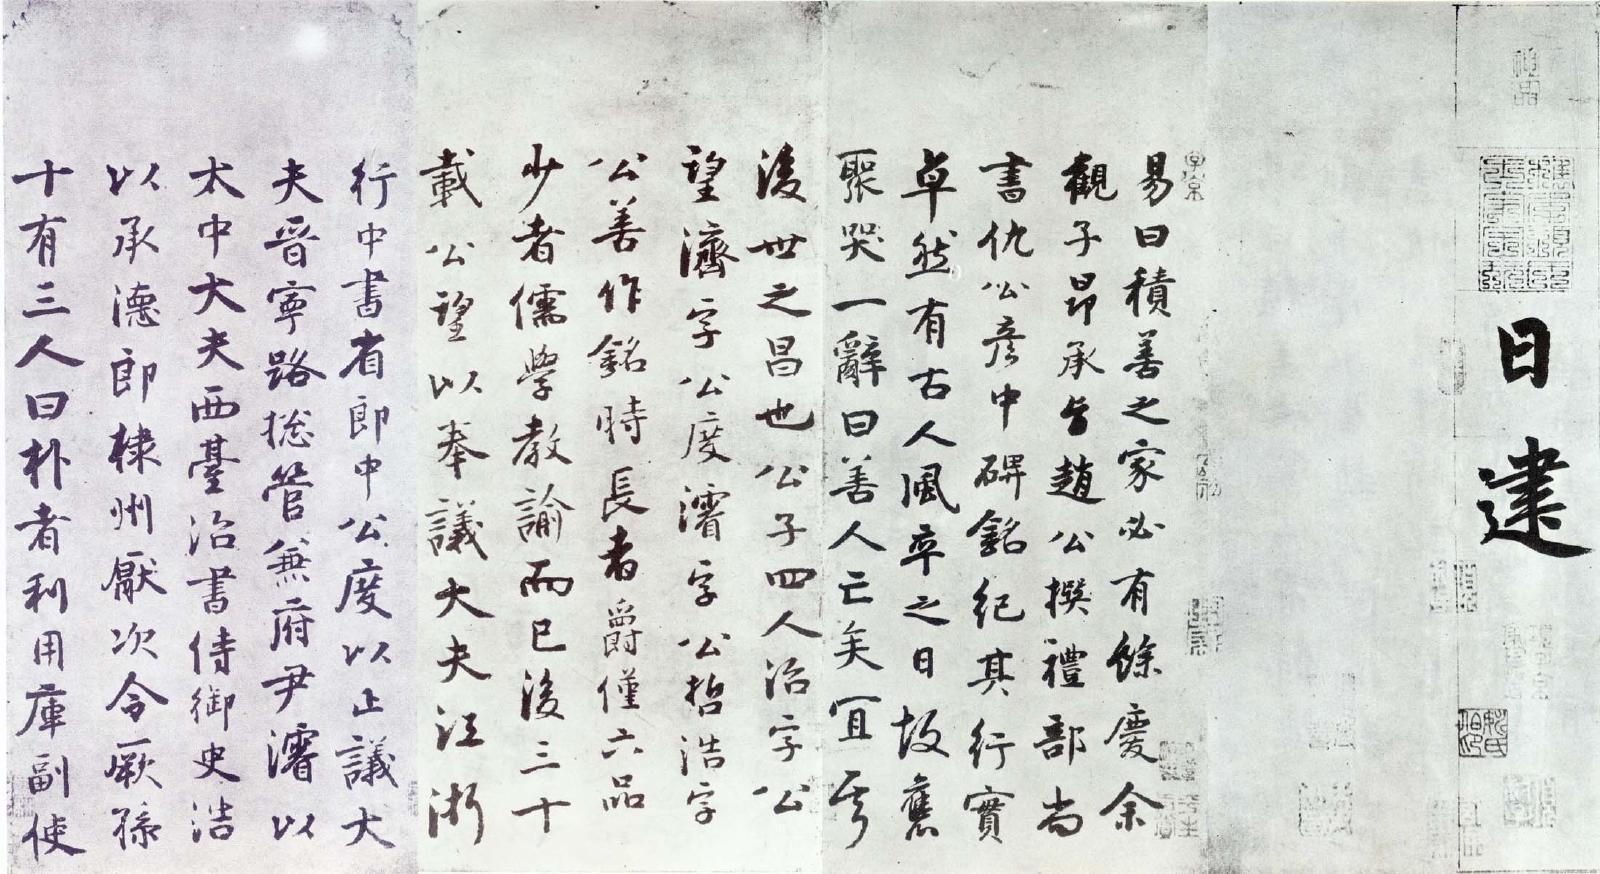 神品
日建
易曰積善之家必有餘慶余
觀子昂承旨趙公撰禮部尚
書仇公彥中碑銘紀其行實
卓然有古人風卒之日故舊
聚哭一辭曰善人亡矣宜乎
後世之昌也公子四人治字公
望濟字公度濬字公哲浩字
公善作銘時長者爵僅六品
少者儒學教諭而已後三十
載公望以奉議大夫江浙
行中書省郎中公度以正議大
夫晉寧路揔管兼府尹濬以
太中大夫西臺治書侍御史浩
以承德郎棣州厭次令厥孫
十有三人曰朴者利用庫副使